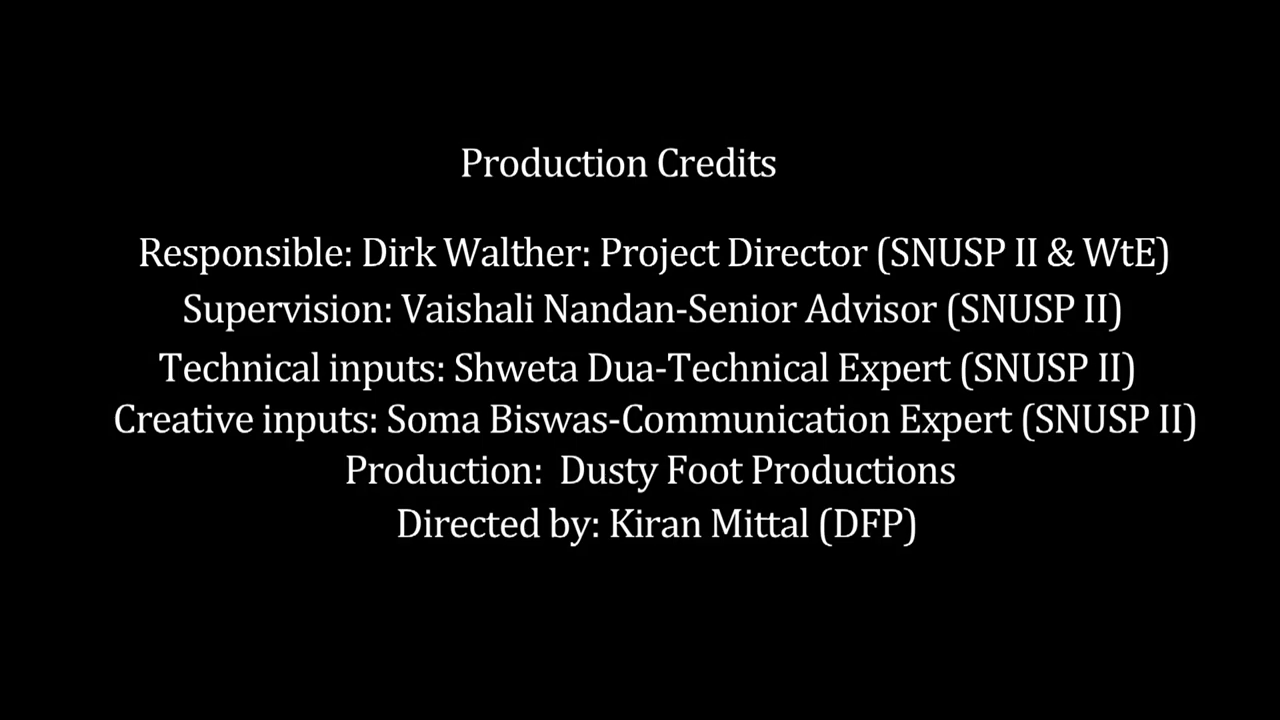 Production Credits
Responsible: Dirk Walther: Project Director (SNUSP II & WtE)
Supervision: Vaishali Nandan-Senior Advisor (SNUSP II)
Technical inputs: Shweta Dua-Technical Expert (SNUSP II)
Creative inputs: Soma Biswas-Communication Expert (SNUSP II)
Production:  Dusty Foot Productions
Directed by: Kiran Mittal (DFP)